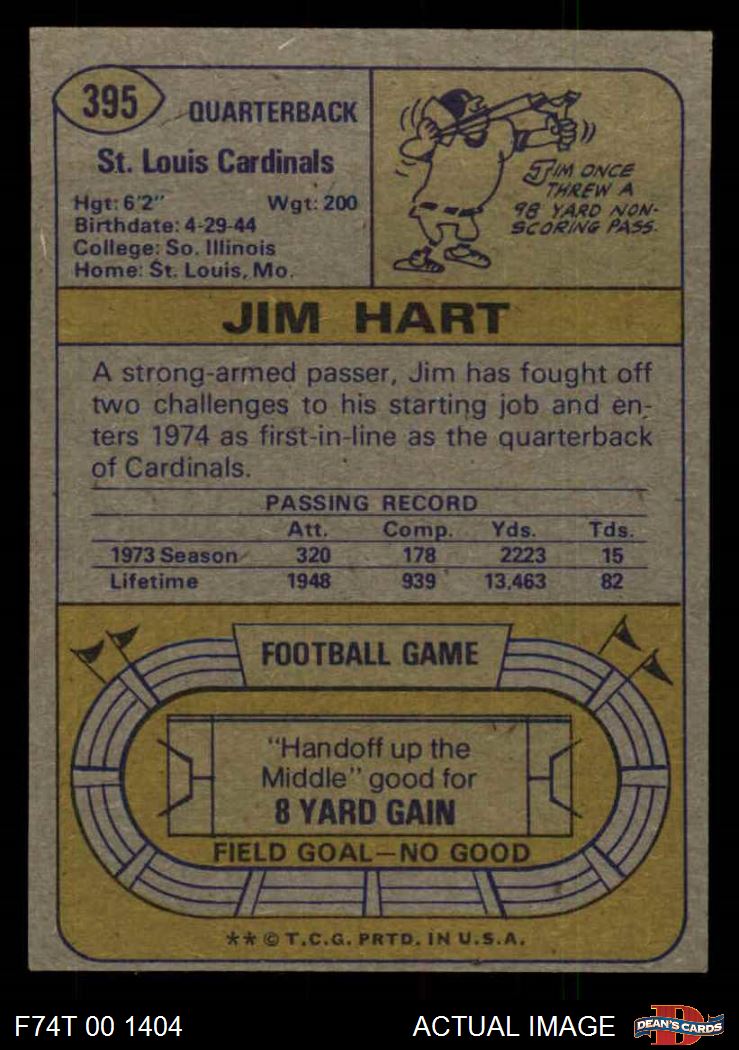 395
QUARTERBACK
St. Louis Cardinals
Hgt: 6'2" Wgt: 200
Birthdate: 4-29-44
College: So. Illinois
Home: St. Louis, Mo.
JIM ONCE
THREW A
98 YARD NON-
SCORING PASS.
JIM HART
A strong-armed passer, Jim has fought off
two challenges to his starting job and en-
ters 1974 as first-in-line as the quarterback
of Cardinals.
PASSING RECORD
Att. Comp. Yds. Tds.
1973 Season 320 178 2223 15
Lifetime 1948 939 13,463 82
FOOTBALL GAME
"Handoff up the
Middle" good for
8 YARD GAIN
FIELD GOAL—NO GOOD
** © T.C.G. PRTD. IN U.S.A.
F74T 00 1404 ACTUAL IMAGE
D
DEAN'S CARDS